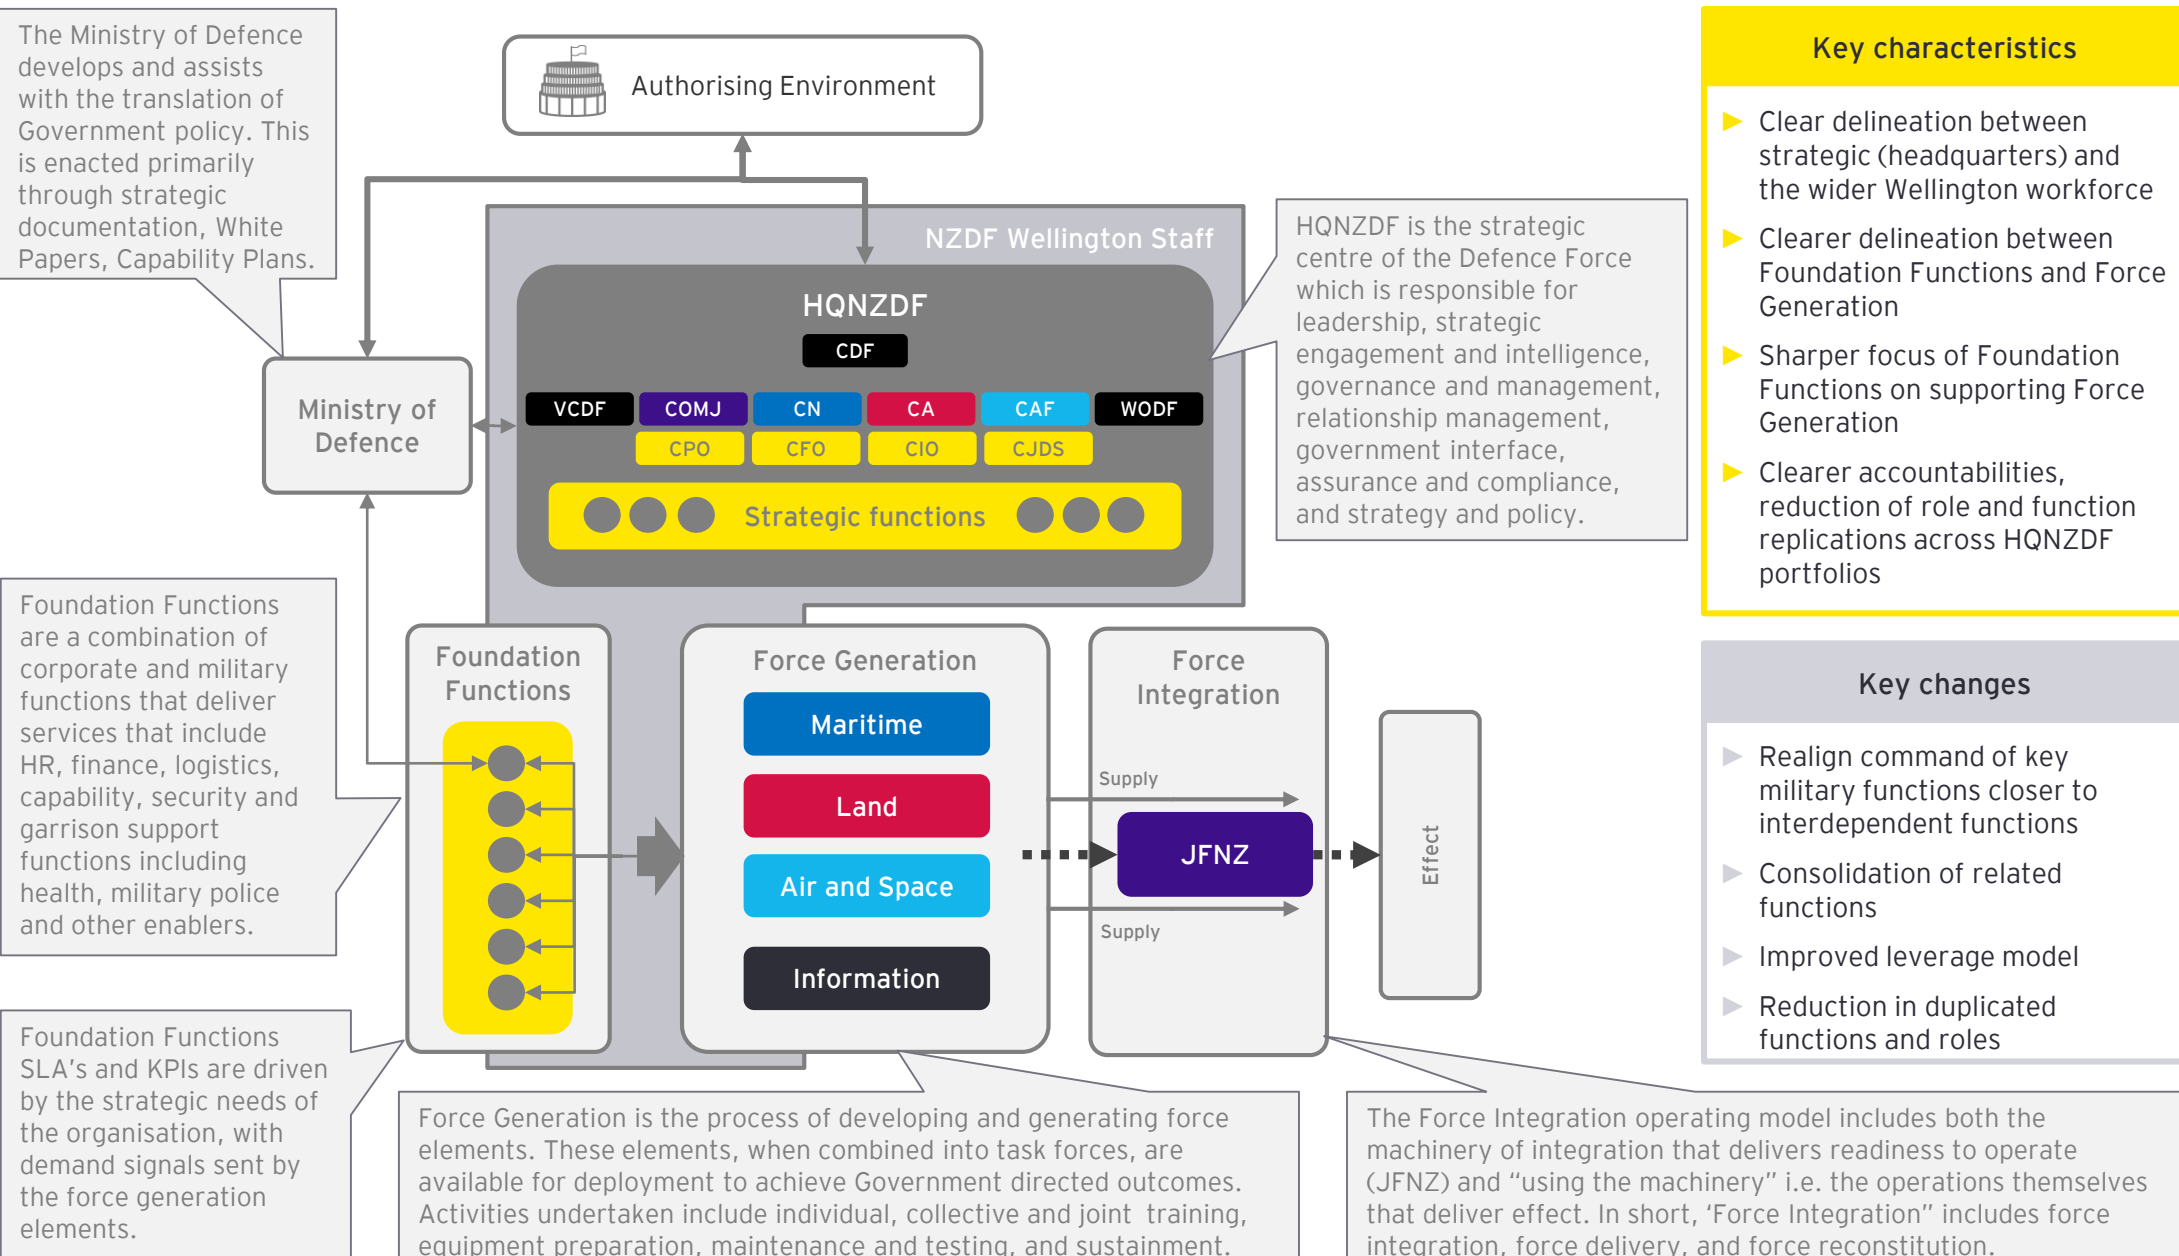 The Ministry of Defence
develops and assists
with the translation of
Government policy. This
is enacted primarily
through strategic
documentation, White
Papers, Capability Plans.
Authorising Environment
NZDF Wellington Staff
HQNZDF
CDF
VCDF
COMJ
CN
CA
CAF
WODF
CPO
CFO
CIO
CJDS
Strategic functions
Ministry of
Defence
HQNZDF is the strategic
centre of the Defence Force
which is responsible for
leadership, strategic
engagement and intelligence,
governance and management,
relationship management,
government interface,
assurance and compliance,
and strategy and policy.
Foundation Functions
are a combination of
corporate and military
functions that deliver
services that include
HR, finance, logistics,
capability, security and
garrison support
functions including
health, military police
and other enablers.
Foundation
Functions
Force Generation
Maritime
Land
Air and Space
Information
Force
Integration
Supply
JFNZ
Supply
Effect
Foundation Functions
SLA's and KPIs are driven
by the strategic needs of
the organisation, with
demand signals sent by
the force generation
elements.
Force Generation is the process of developing and generating force
elements. These elements, when combined into task forces, are
available for deployment to achieve Government directed outcomes.
Activities undertaken include individual, collective and joint training,
equipment preparation, maintenance and testing, and sustainment.
The Force Integration operating model includes both the
machinery of integration that delivers readiness to operate
(JFNZ) and “using the machinery” i.e. the operations themselves
that deliver effect. In short, ‘Force Integration” includes force
integration, force delivery, and force reconstitution.
Key characteristics
► Clear delineation between
strategic (headquarters) and
the wider Wellington workforce
► Clearer delineation between
Foundation Functions and Force
Generation
► Sharper focus of Foundation
Functions on supporting Force
Generation
► Clearer accountabilities,
reduction of role and function
replications across HQNZDF
portfolios
Key changes
► Realign command of key
military functions closer to
interdependent functions
► Consolidation of related
functions
► Improved leverage model
► Reduction in duplicated
functions and roles